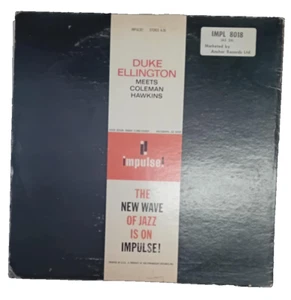 IMPL 8018
Marketed by
Anchor Records Ltd.
DUKE
ELLINGTON
MEETS
COLEMAN
HAWKINS
impulse!
THE
NEW WAVE
OF JAZZ
IS ON
IMPULSE!